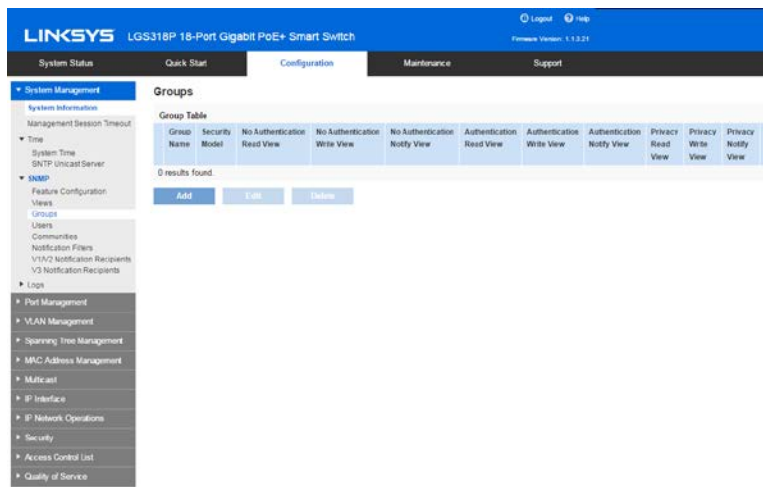 Logout Help
LINKSYS LGS318P 18-Port Gigabit PoE+ Smart Switch
Firmware Version: 1.1.3.21
System Status Quick Start Configuration Maintenance Support
System Management
System Information
Management Session Timeout
Time
System Time
SNTP Unicast Server
SNMP
Feature Configuration
Views
Groups
Users
Communities
Notification Filters
V1/V2 Notification Recipients
V3 Notification Recipients
Logs
Port Management
VLAN Management
Spanning Tree Management
MAC Address Management
Multicast
IP Interface
IP Network Operations
Security
Access Control List
Quality of Service
Groups
Group Table
Group Security No Authentication No Authentication No Authentication Authentication Authentication Authentication Privacy Privacy Privacy
Name Model Read View Write View Notify View Read View Write View Notify View Read Write Notify
View View View
0 results found.
Add Edit Delete